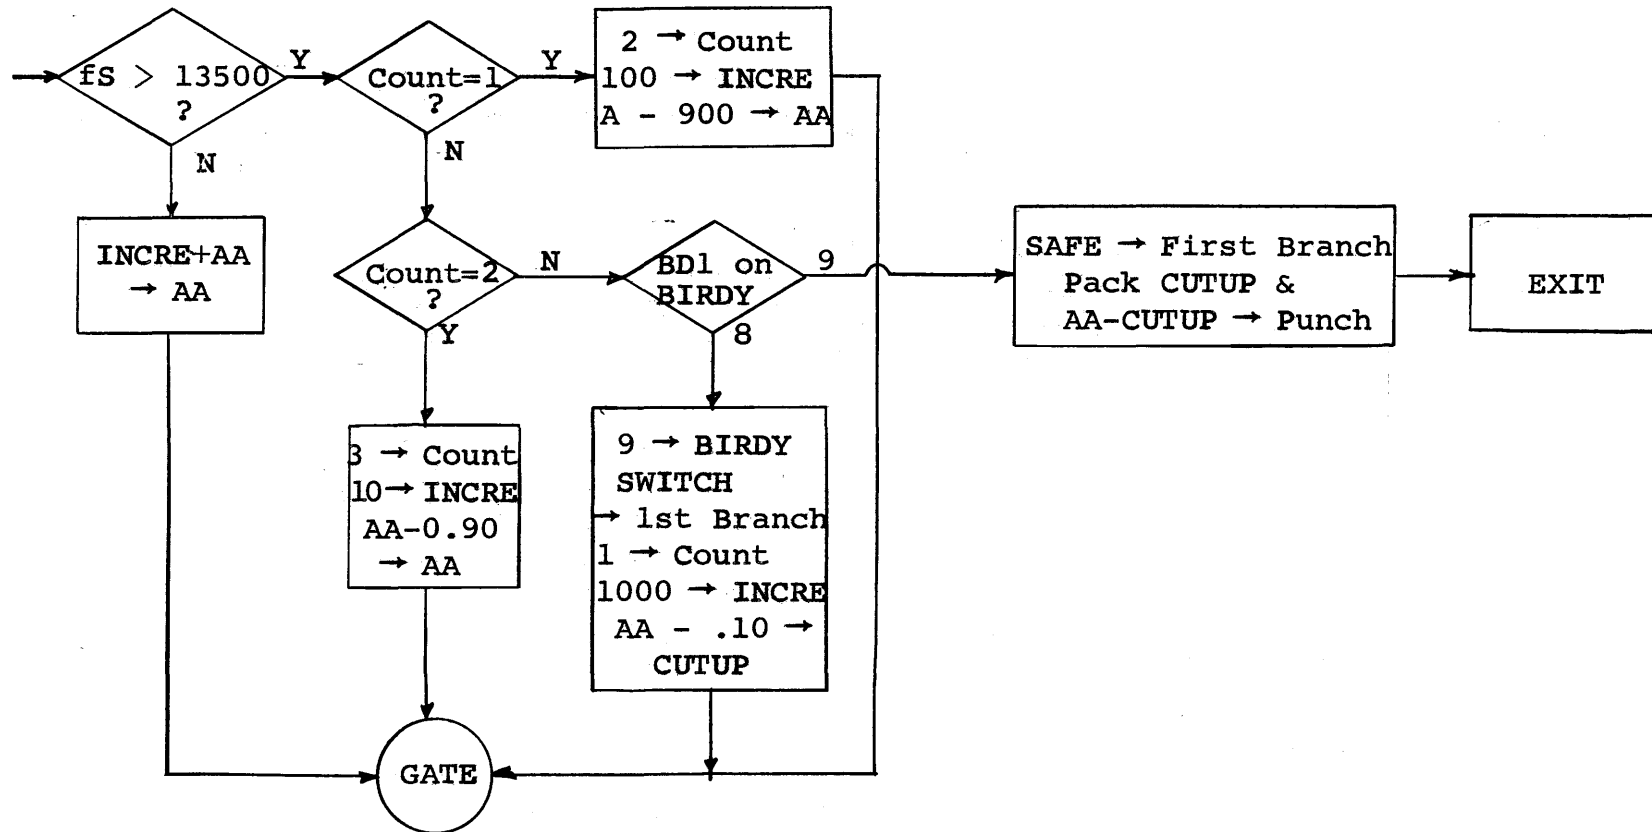 fS > 13500
?
Y
N
Count=1
?
Y
N
2 → Count
100 → INCRE
A - 900 → AA
INCRE+AA
→ AA
Count=2
?
N
Y
BD1 on
BIRDY
9
8
SAFE → First Branch
Pack CUTUP &
AA-CUTUP → Punch
EXIT
3 → Count
10→ INCRE
AA-0.90
→ AA
9 → BIRDY
SWITCH
→ 1st Branch
1 → Count
1000 → INCRE
AA - .10 →
CUTUP
GATE